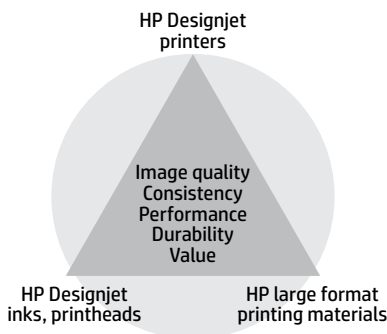 HP Designjet
printers
Image quality
Consistency
Performance
Durability
Value
HP Designjet
inks, printheads
HP large format
printing materials